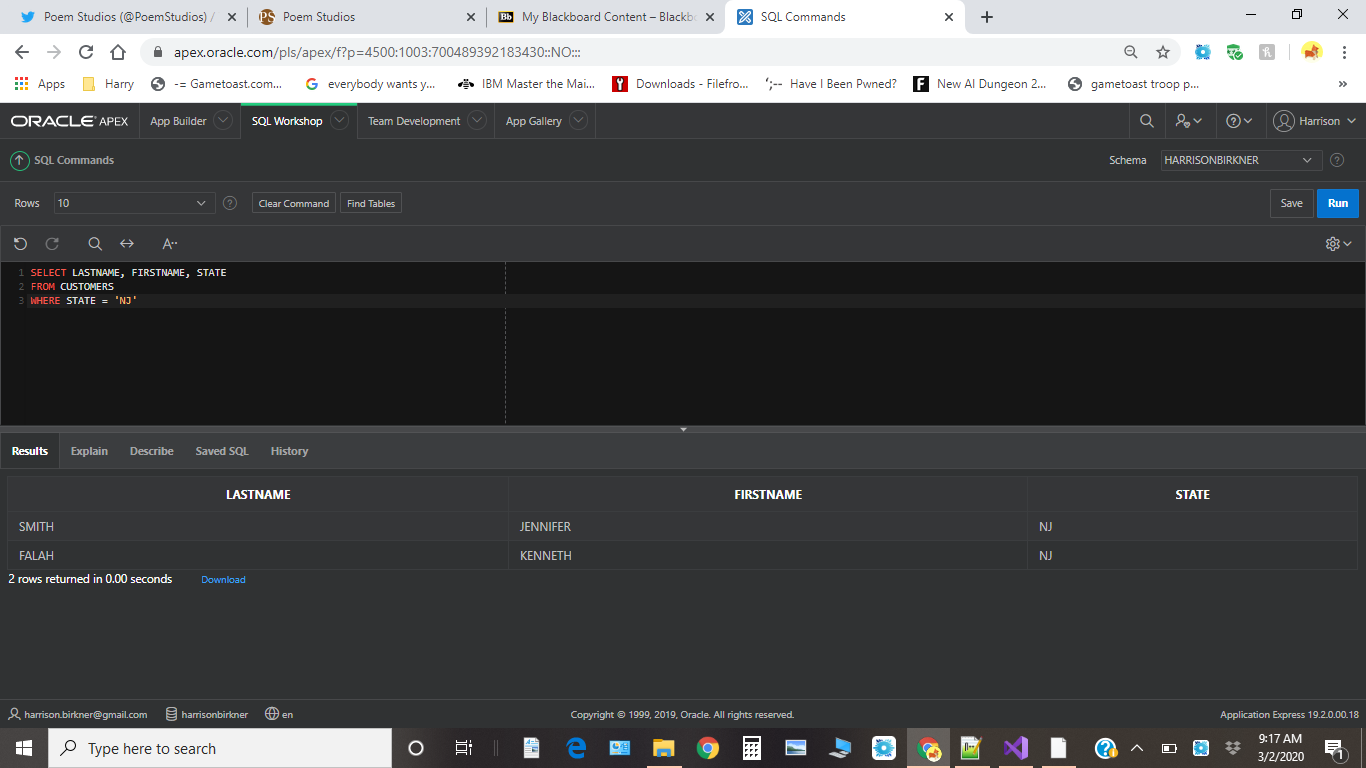 Poem Studios (@PoemStudios) /
Poem Studios
My Blackboard Content – Blackb
SQL Commands
apex.oracle.com/pls/apex/f?p=4500:1003:700489392183430::NO:::
Apps
Harry
-= Gametoast.com...
everybody wants y...
IBM Master the Mai...
Downloads - Filefro...
Have I Been Pwned?
New AI Dungeon 2...
gametoast troop p...
»
ORACLE APEX
App Builder
SQL Workshop
Team Development
App Gallery
Harrison
SQL Commands
Schema
HARRISONBIRKNER
Rows
10
Clear Command
Find Tables
Save
Run
1 SELECT LASTNAME, FIRSTNAME, STATE
2 FROM CUSTOMERS
3 WHERE STATE = 'NJ'
Results
Explain
Describe
Saved SQL
History
LASTNAME FIRSTNAME STATE
SMITH JENNIFER NJ
FALAH KENNETH NJ
2 rows returned in 0.00 seconds
Download
harrison.birkner@gmail.com
harrisonbirkner
en
Copyright © 1999, 2019, Oracle. All rights reserved.
Application Express 19.2.0.00.18
Type here to search
9:17 AM
3/2/2020
1